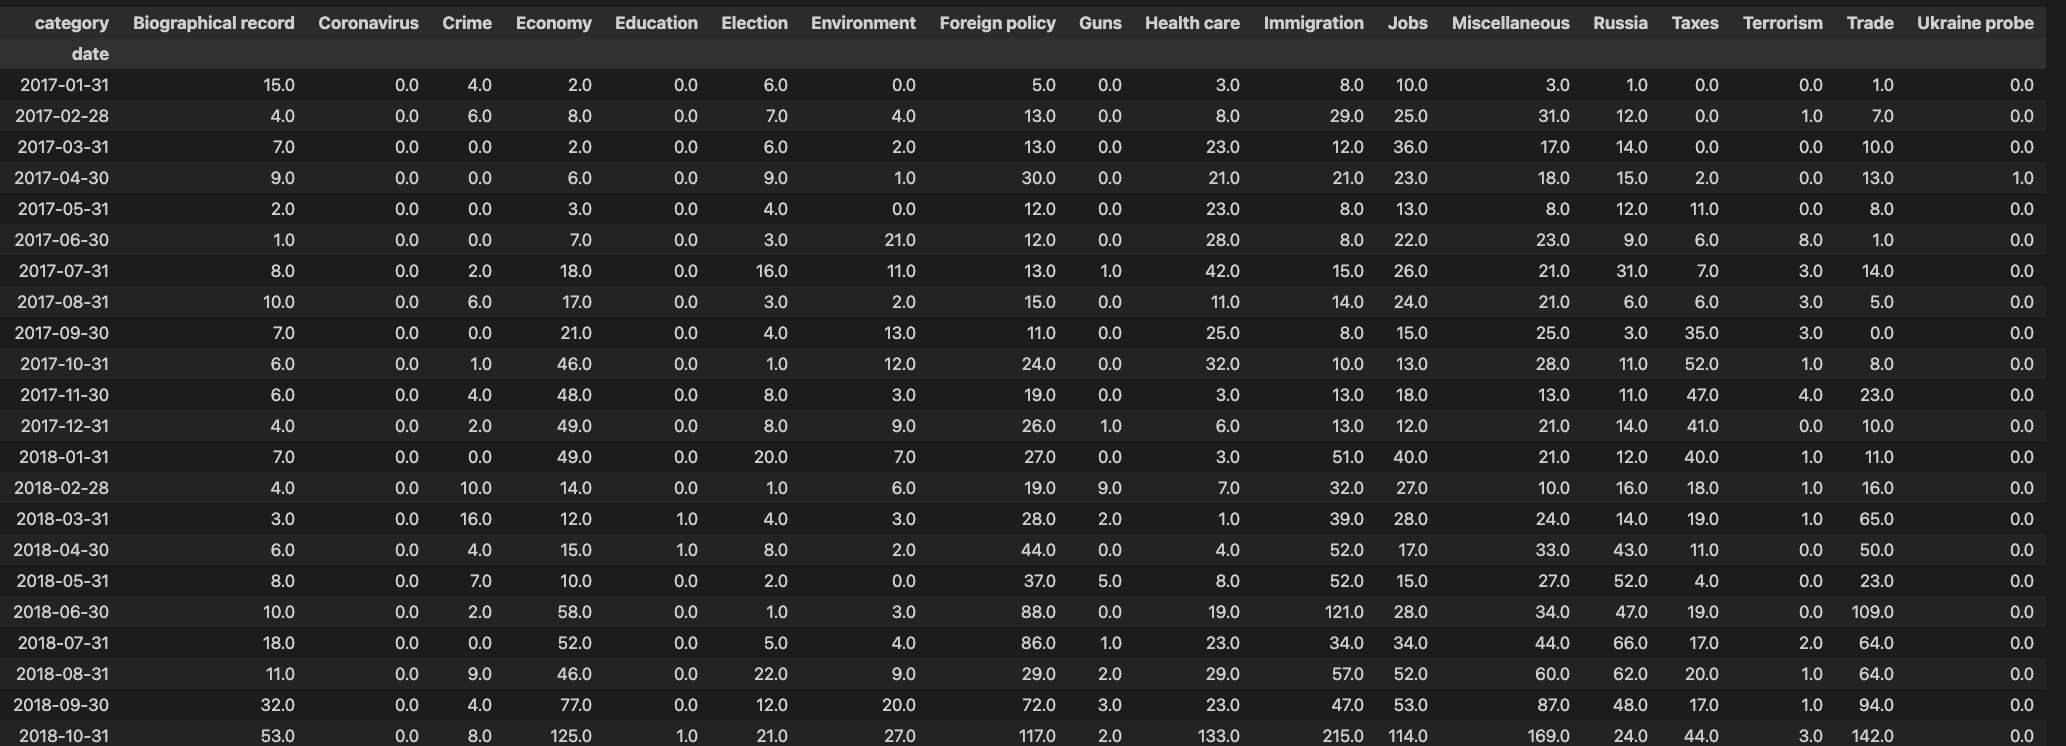 category Biographical record Coronavirus Crime Economy Education Election Environment Foreign policy Guns Health care Immigration Jobs Miscellaneous Russia Taxes Terrorism Trade Ukraine probe
date
2017-01-31 15.0 0.0 4.0 2.0 0.0 6.0 0.0 5.0 0.0 3.0 8.0 10.0 3.0 1.0 0.0 0.0 1.0 0.0
2017-02-28 4.0 0.0 6.0 8.0 0.0 7.0 4.0 13.0 0.0 8.0 29.0 25.0 31.0 12.0 0.0 1.0 7.0 0.0
2017-03-31 7.0 0.0 0.0 2.0 0.0 6.0 2.0 13.0 0.0 23.0 12.0 36.0 17.0 14.0 0.0 0.0 10.0 0.0
2017-04-30 9.0 0.0 0.0 6.0 0.0 9.0 1.0 30.0 0.0 21.0 21.0 23.0 18.0 15.0 2.0 0.0 13.0 1.0
2017-05-31 2.0 0.0 0.0 3.0 0.0 4.0 0.0 12.0 0.0 23.0 8.0 13.0 8.0 12.0 11.0 0.0 8.0 0.0
2017-06-30 1.0 0.0 0.0 7.0 0.0 3.0 21.0 12.0 0.0 28.0 8.0 22.0 23.0 9.0 6.0 8.0 1.0 0.0
2017-07-31 8.0 0.0 2.0 18.0 0.0 16.0 11.0 13.0 1.0 42.0 15.0 26.0 21.0 31.0 7.0 3.0 14.0 0.0
2017-08-31 10.0 0.0 6.0 17.0 0.0 3.0 2.0 15.0 0.0 11.0 14.0 24.0 21.0 6.0 6.0 3.0 5.0 0.0
2017-09-30 7.0 0.0 0.0 21.0 0.0 4.0 13.0 11.0 0.0 25.0 8.0 15.0 25.0 3.0 35.0 3.0 0.0 0.0
2017-10-31 6.0 0.0 1.0 46.0 0.0 1.0 12.0 24.0 0.0 32.0 10.0 13.0 28.0 11.0 52.0 1.0 8.0 0.0
2017-11-30 6.0 0.0 4.0 48.0 0.0 8.0 3.0 19.0 0.0 3.0 13.0 18.0 13.0 11.0 47.0 4.0 23.0 0.0
2017-12-31 4.0 0.0 2.0 49.0 0.0 8.0 9.0 26.0 1.0 6.0 13.0 12.0 21.0 14.0 41.0 0.0 10.0 0.0
2018-01-31 7.0 0.0 0.0 49.0 0.0 20.0 7.0 27.0 0.0 3.0 51.0 40.0 21.0 12.0 40.0 1.0 11.0 0.0
2018-02-28 4.0 0.0 10.0 14.0 0.0 1.0 6.0 19.0 9.0 7.0 32.0 27.0 10.0 16.0 18.0 1.0 16.0 0.0
2018-03-31 3.0 0.0 16.0 12.0 1.0 4.0 3.0 28.0 2.0 1.0 39.0 28.0 24.0 14.0 19.0 1.0 65.0 0.0
2018-04-30 6.0 0.0 4.0 15.0 1.0 8.0 2.0 44.0 0.0 4.0 52.0 17.0 33.0 43.0 11.0 0.0 50.0 0.0
2018-05-31 8.0 0.0 7.0 10.0 0.0 2.0 0.0 37.0 5.0 8.0 52.0 15.0 27.0 52.0 4.0 0.0 23.0 0.0
2018-06-30 10.0 0.0 2.0 58.0 0.0 1.0 3.0 88.0 0.0 19.0 121.0 28.0 34.0 47.0 19.0 0.0 109.0 0.0
2018-07-31 18.0 0.0 0.0 52.0 0.0 5.0 4.0 86.0 1.0 23.0 34.0 34.0 44.0 66.0 17.0 2.0 64.0 0.0
2018-08-31 11.0 0.0 9.0 46.0 0.0 22.0 9.0 29.0 2.0 29.0 57.0 52.0 60.0 62.0 20.0 1.0 64.0 0.0
2018-09-30 32.0 0.0 4.0 77.0 0.0 12.0 20.0 72.0 3.0 23.0 47.0 53.0 87.0 48.0 17.0 1.0 94.0 0.0
2018-10-31 53.0 0.0 8.0 125.0 1.0 21.0 27.0 117.0 2.0 133.0 215.0 114.0 169.0 24.0 44.0 3.0 142.0 0.0